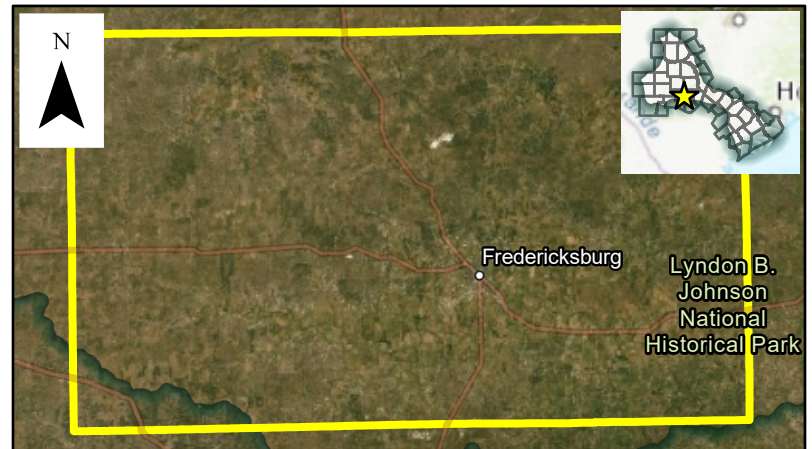 N
Fredericksburg
Lyndon B.
Johnson
National
Historical Park